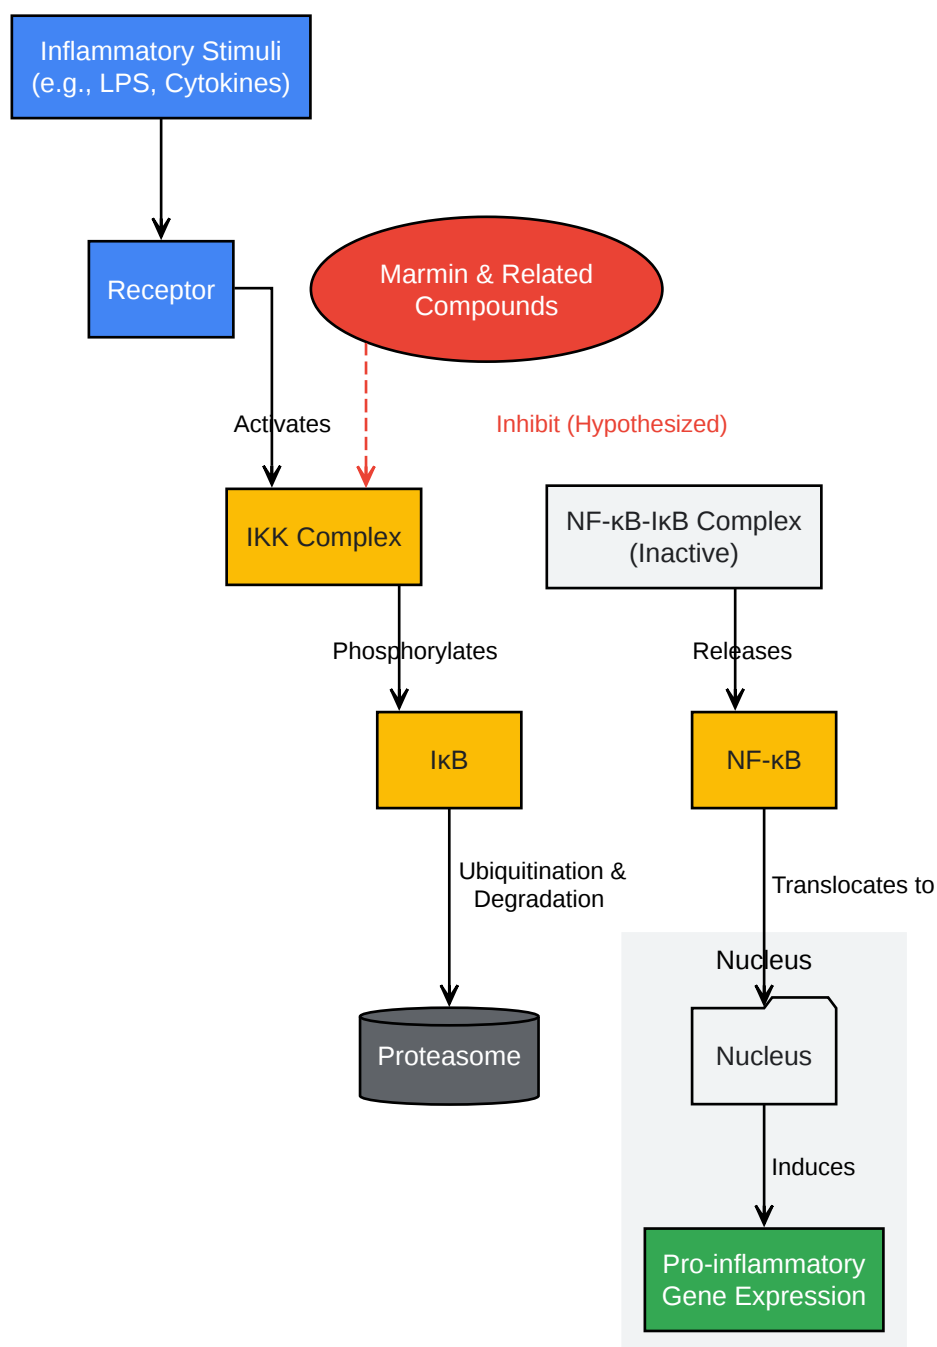 Inflammatory Stimuli
(e.g., LPS, Cytokines)
Receptor
Marmin & Related
Compounds
Activates
Inhibit (Hypothesized)
IKK Complex
NF-κB-IκB Complex
(Inactive)
Phosphorylates
Releases
IκB
NF-κB
Ubiquitination &
Degradation
Translocates to
Nucleus
Proteasome
Nucleus
Induces
Pro-inflammatory
Gene Expression